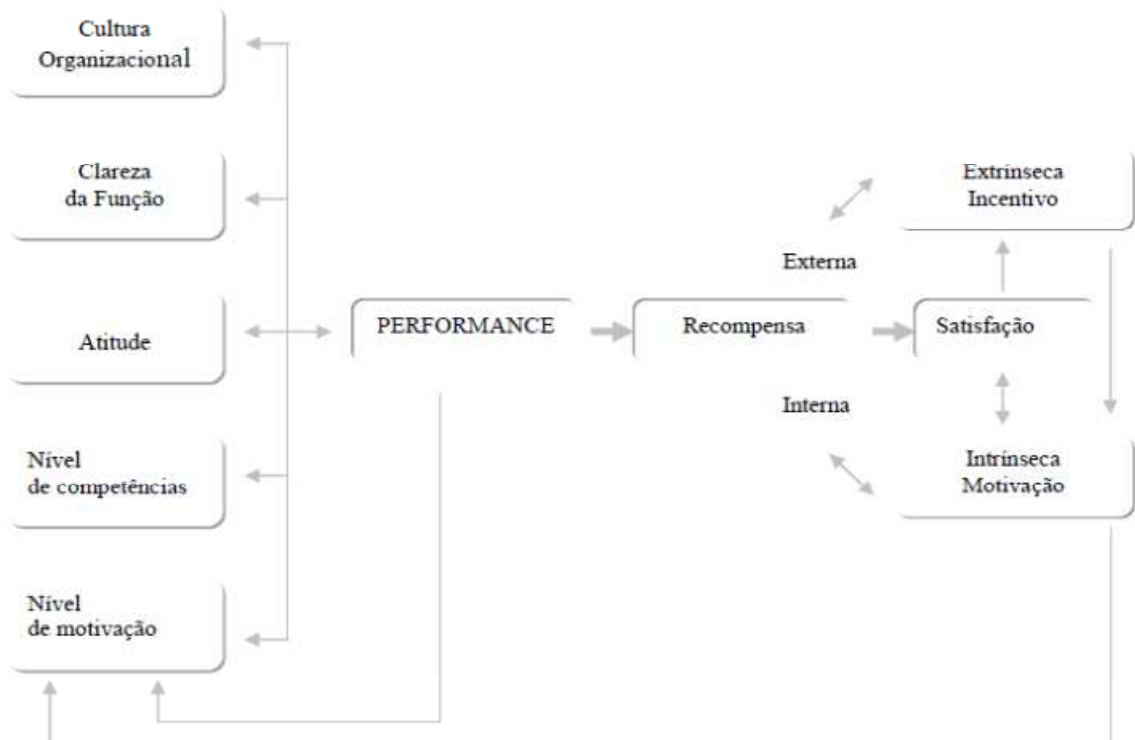 Cultura
Organizacional
Clareza
da Função
Atitude
Nível
de competências
Nível
de motivação
PERFORMANCE
Recompensa
Externa
Interna
Satisfação
Extrínseca
Incentivo
Intrínseca
Motivação